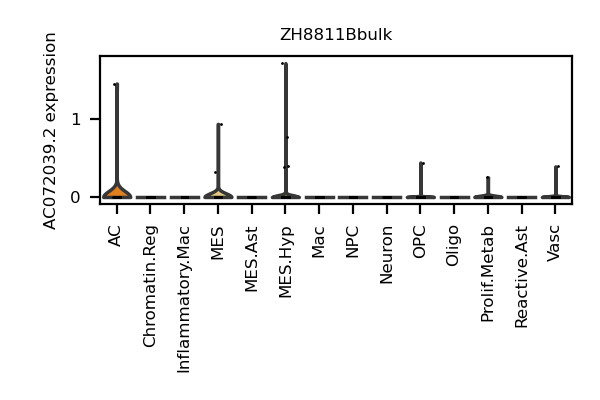 ZH8811Bbulk
AC072039.2 expression
1
0
AC
Chromatin.Reg
Inflammatory.Mac
MES
MES.Ast
MES.Hyp
Mac
NPC
Neuron
OPC
Oligo
Prolif.Metab
Reactive.Ast
Vasc